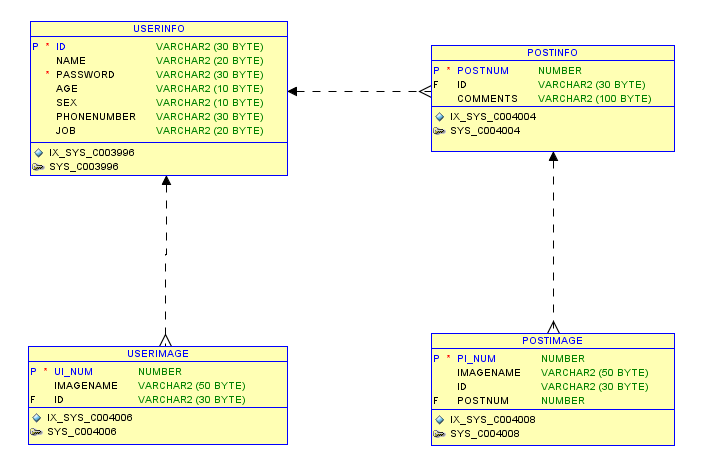 USERINFO
P * ID VARCHAR2 (30 BYTE)
NAME VARCHAR2 (20 BYTE)
* PASSWORD VARCHAR2 (30 BYTE)
AGE VARCHAR2 (10 BYTE)
SEX VARCHAR2 (10 BYTE)
PHONENUMBER VARCHAR2 (30 BYTE)
JOB VARCHAR2 (20 BYTE)
IX_SYS_C003996
SYS_C003996
POSTINFO
P * POSTNUM NUMBER
F ID VARCHAR2 (30 BYTE)
COMMENTS VARCHAR2 (100 BYTE)
IX_SYS_C004004
SYS_C004004
USERIMAGE
P * UI_NUM NUMBER
IMAGENAME VARCHAR2 (50 BYTE)
F ID VARCHAR2 (30 BYTE)
IX_SYS_C004006
SYS_C004006
POSTIMAGE
P * PI_NUM NUMBER
IMAGENAME VARCHAR2 (50 BYTE)
ID VARCHAR2 (30 BYTE)
F POSTNUM NUMBER
IX_SYS_C004008
SYS_C004008